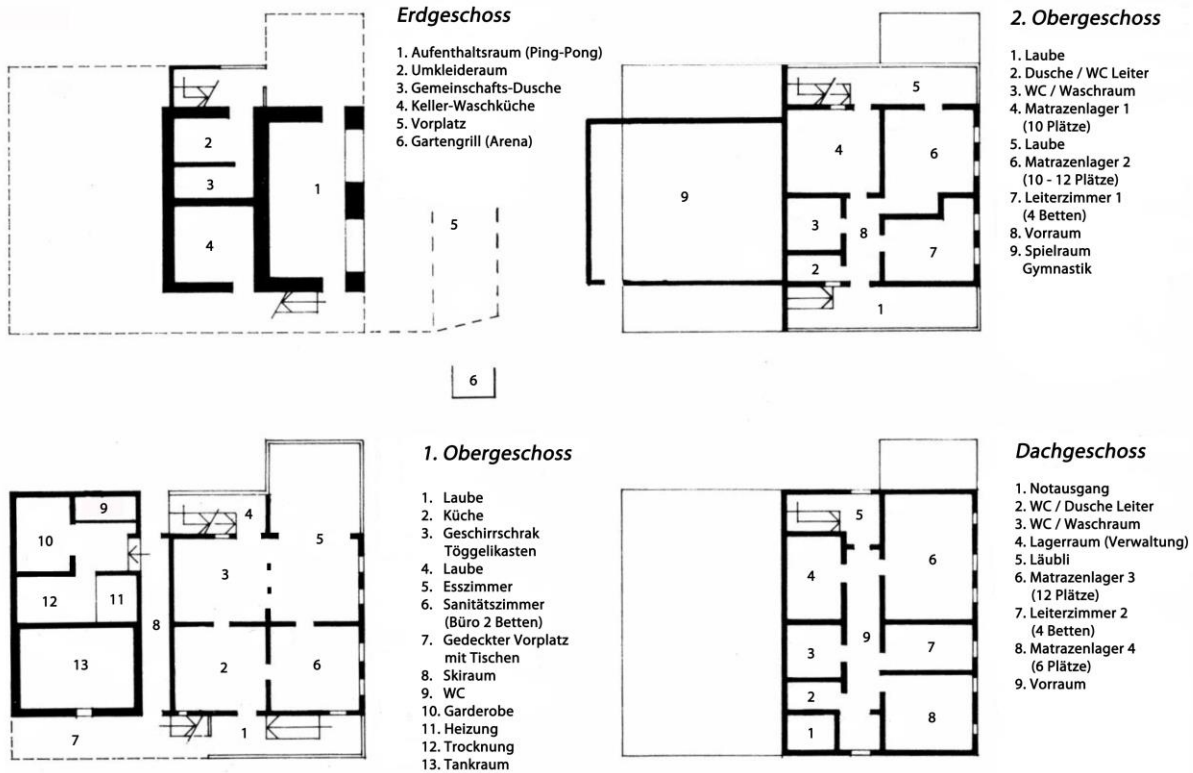 Erdgeschoss
1. Aufenthaltsraum (Ping-Pong)
2. Umkleideraum
3. Gemeinschafts-Dusche
4. Keller-Waschküche
5. Vorplatz
6. Gartengrill (Arena)
2
3
4
1
5
6
2. Obergeschoss
1. Laube
2. Dusche / WC Leiter
3. WC / Waschraum
4. Matrazenlager 1
(10 Plätze)
5. Laube
6. Matrazenlager 2
(10 - 12 Plätze)
7. Leiterzimmer 1
(4 Betten)
8. Vorraum
9. Spielraum
Gymnastik
5
4
6
9
3
8
7
2
1
1. Obergeschoss
1. Laube
2. Küche
3. Geschirrschrak
Töggelikasten
4. Laube
5. Esszimmer
6. Sanitätszimmer
(Büro 2 Betten)
7. Gedeckter Vorplatz
mit Tischen
8. Skiraum
9. WC
10. Garderobe
11. Heizung
12. Trocknung
13. Tankraum
9
4
10
5
3
12
11
8
13
2
6
7
1
Dachgeschoss
1. Notausgang
2. WC / Dusche Leiter
3. WC / Waschraum
4. Lagerraum (Verwaltung)
5. Läubli
6. Matrazenlager 3
(12 Plätze)
7. Leiterzimmer 2
(4 Betten)
8. Matrazenlager 4
(6 Plätze)
9. Vorraum
5
6
4
9
3
7
2
1
8